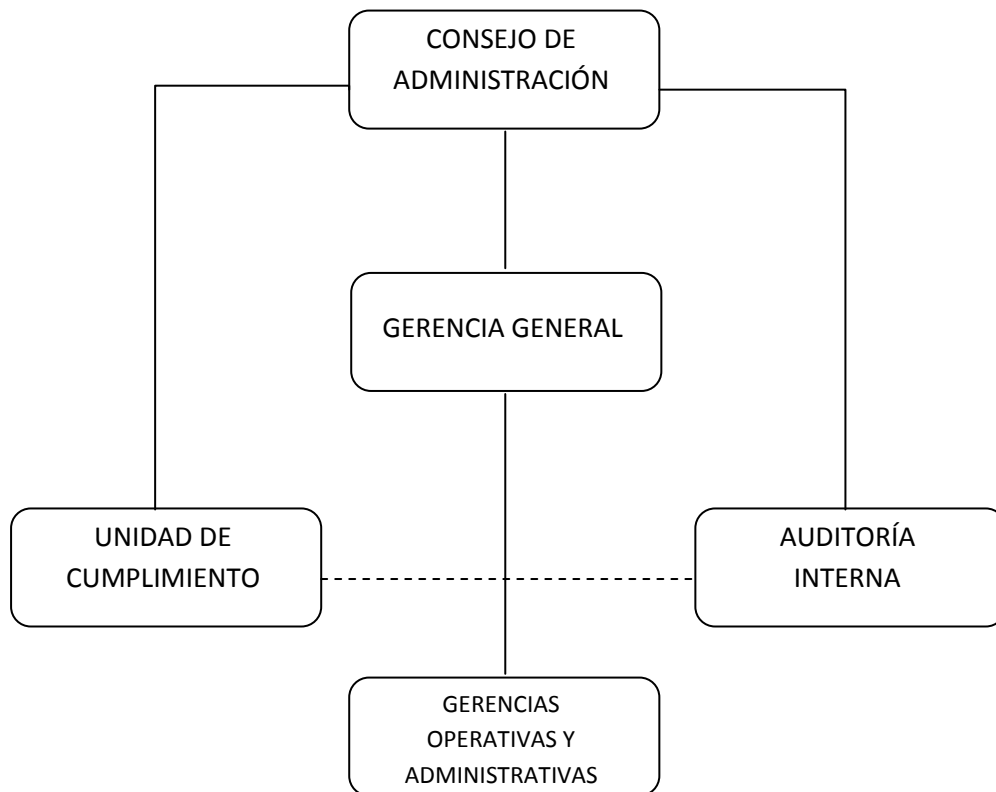 CONSEJO DE
ADMINISTRACIÓN
GERENCIA GENERAL
UNIDAD DE
CUMPLIMIENTO
AUDITORÍA
INTERNA
GERENCIAS
OPERATIVAS Y
ADMINISTRATIVAS